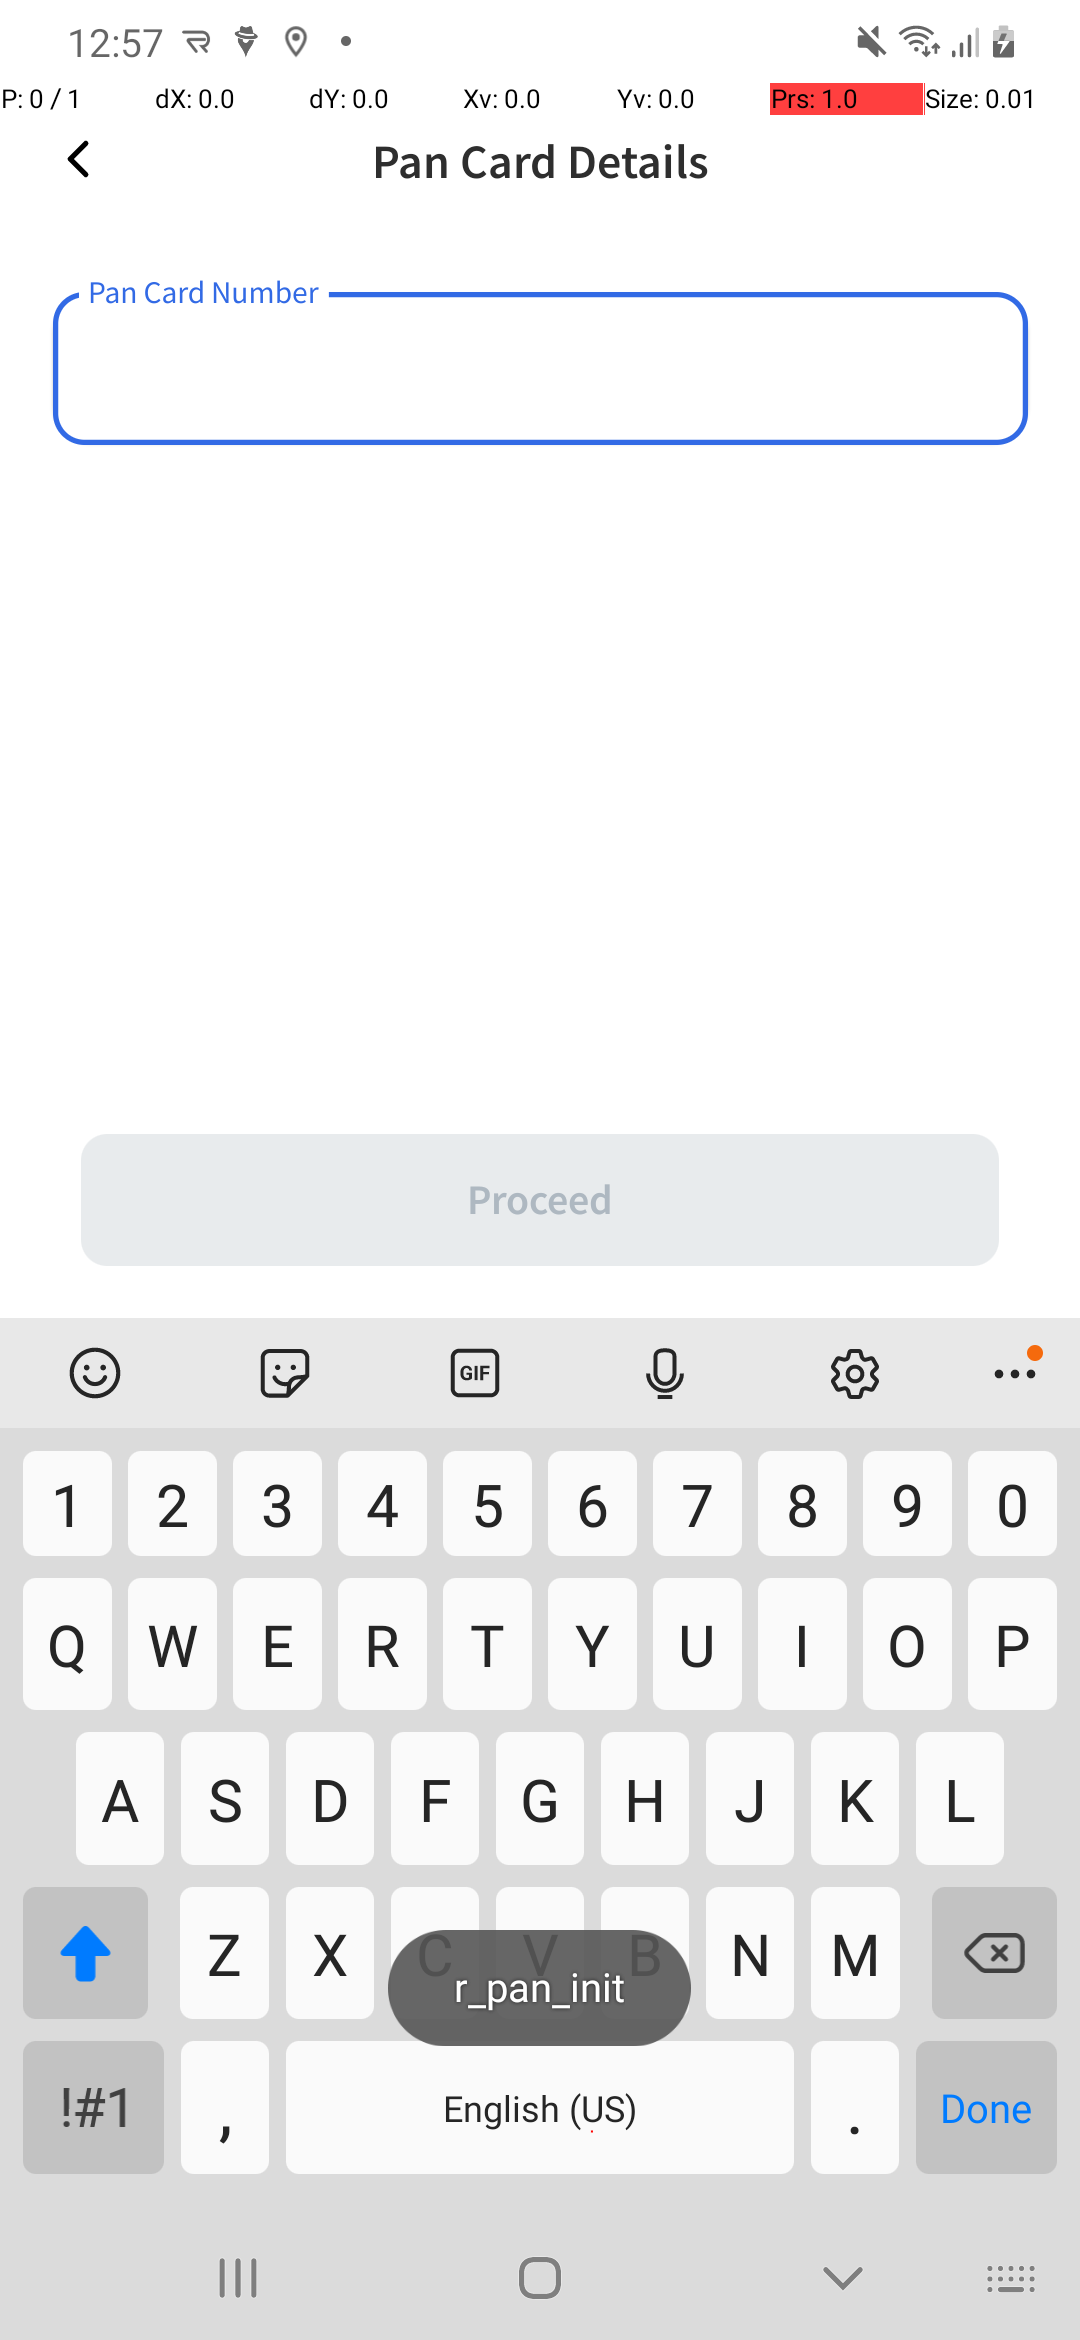 12:57
P: 0 / 1 dX: 0.0 dY: 0.0 Xv: 0.0 Yv: 0.0 Prs: 1.0 Size: 0.01
Pan Card Details
Pan Card Number
Proceed
GIF
1 2 3 4 5 6 7 8 9 0
Q W E R T Y U I O P
A S D F G H J K L
Z X C V B N M
r_pan_init
!#1 , English (US) . Done